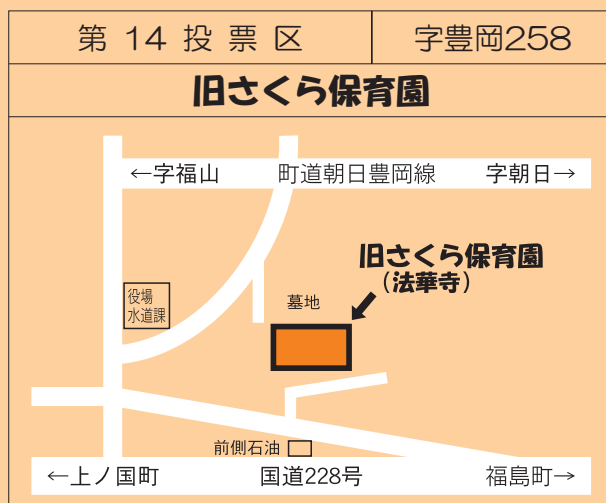 第 14 投 票 区
字豊岡258
旧さくら保育園
←字福山 町道朝日豊岡線 字朝日→
旧さくら保育園
（法華寺）
役場
水道課
墓地
前側石油
←上ノ国町 国道228号 福島町→